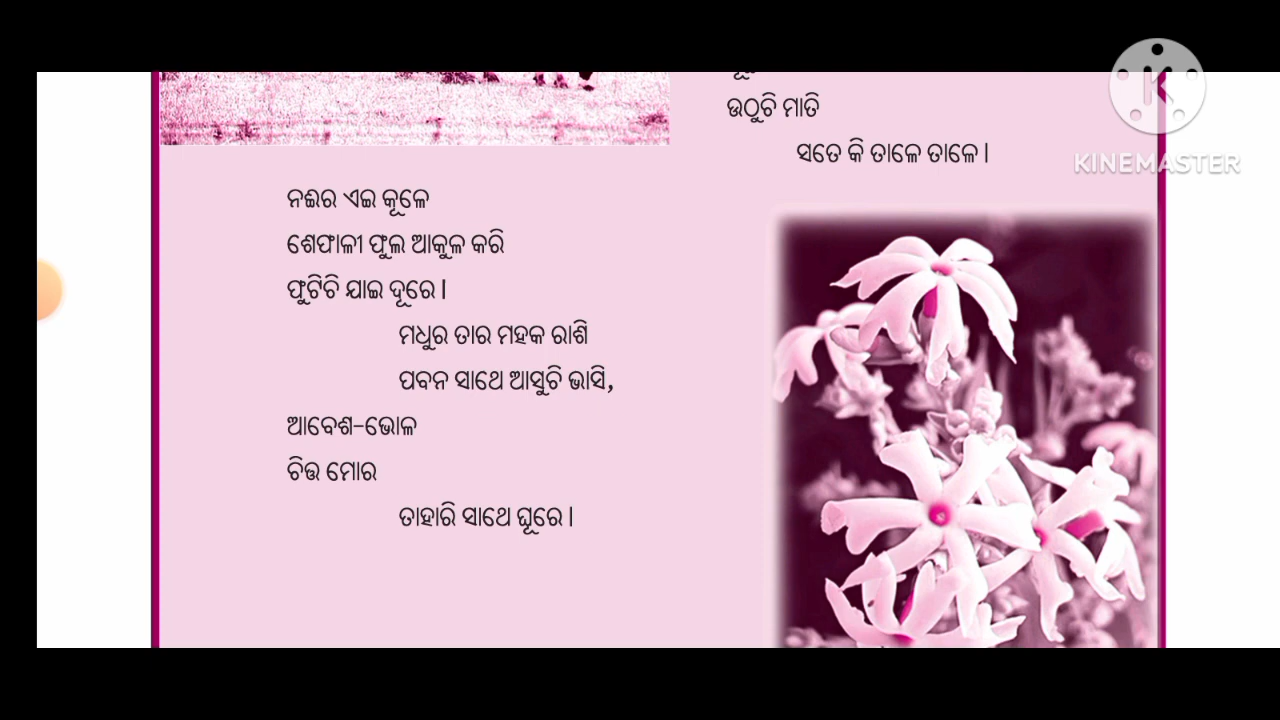 ନଈର ଏଇ କୂଳେ
ଶେଫାଳୀ ଫୁଲ ଆକୁଳ କରି
ଫୁଟିଚି ଯାଇ ଦୂରେ ।
ମଧୁର ତାର ମହକ ରାଶି
ପବନ ସାଥେ ଆସୁଚି ଭାସି,
ଆବେଶ-ଭୋଳ
ଚିତ୍ତ ମୋର
ତାହାରି ସାଥେ ଘୂରେ ।
ଉଠୁଚି ମାତି
ସତେ କି ତାଳେ ତାଳେ ।
KINEMASTER